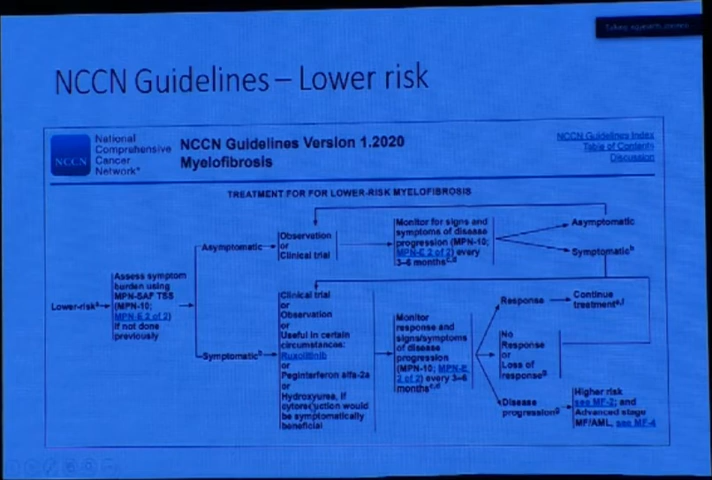 NCCN Guidelines – Lower risk
National
Comprehensive
Cancer
Network®
NCCN
NCCN Guidelines Version 1.2020
Myelofibrosis
NCCN Guidelines Index
Table of Contents
Discussion
TREATMENT FOR FOR LOWER-RISK MYELOFIBROSIS
Lower-risk
Assess symptom
burden using
MPN-SAF TSS
(MPN-10;
MPN-E 2 of 2)
if not done
previously
Asymptomatic
Observation
or
Clinical trial
Monitor for signs and
symptoms of disease
progression (MPN-10;
MPN-E 2 of 2) every
3–6 months
Asymptomatic
Symptomatic
Symptomatic
Clinical trial
or
Observation
or
Useful in certain
circumstances:
Ruxolitinib
or
Peginterferon alfa-2a
or
Hydroxyurea, if
cytoreduction would
be symptomatically
beneficial
Monitor
response and
signs/symptoms
of disease
progression
(MPN-10; MPN-E
2 of 2) every 3–6
months
Response
Continue
treatment
No
Response
or
Loss of
response
Disease
progression
Higher risk
see MF-2; and
Advanced stage
MF/AML, see MF-4